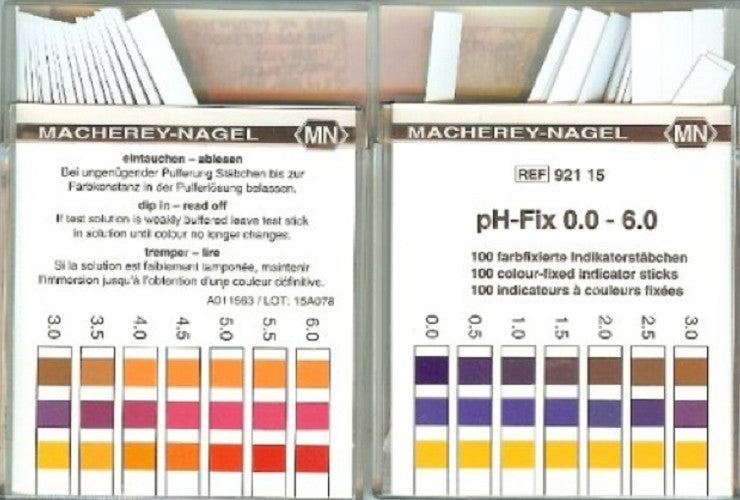 MACHEREY-NAGEL MN
eintauchen – ablesen
Bei ungenügender Pufferung Stäbchen bis zur
Farbkonstanz in der Pufferlösung belassen.
dip in – read off
If test solution is weakly buffered leave test stick
in solution until colour no longer changes.
tremper – lire
Si la solution est faiblement tamponée, maintenir
l'immersion jusqu'à l'obtention d'une couleur définitive.
A011563 / LOT: 15A078
3.0 3.5 4.0 4.5 5.0 5.5 6.0
MACHEREY-NAGEL MN
REF 921 15
pH-Fix 0.0 - 6.0
100 farbfixierte Indikatorstäbchen
100 colour-fixed indicator sticks
100 indicateurs à couleurs fixées
0.0 0.5 1.0 1.5 2.0 2.5 3.0